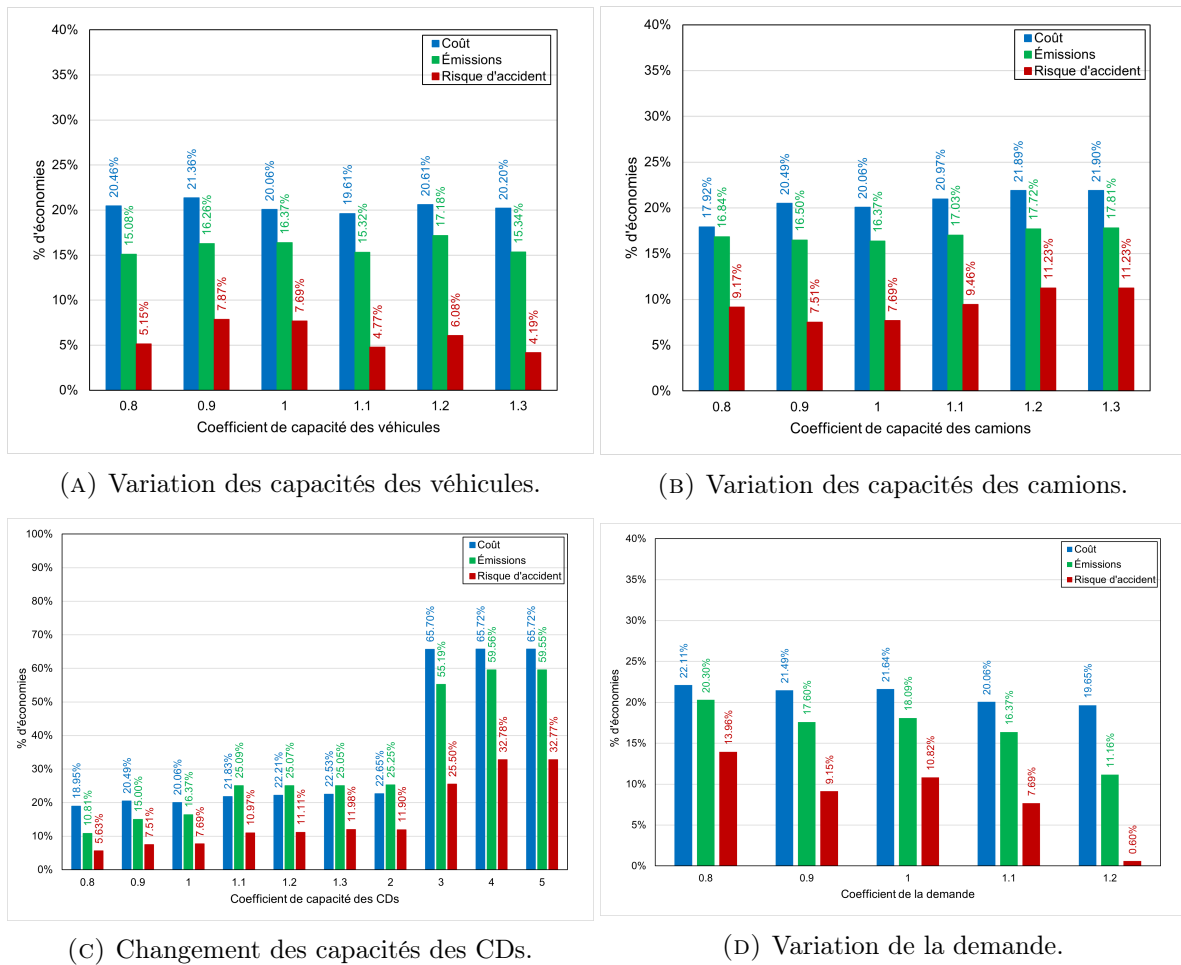 40%
35%
30%
25%
20%
15%
10%
5%
0%
% d'économies
Coût
Émissions
Risque d'accident
20.46% 15.08% 5.15%
21.36% 16.26% 7.87%
20.06% 16.37% 7.69%
19.61% 15.32% 4.77%
20.61% 17.18% 6.08%
20.20% 15.34% 4.19%
0.8 0.9 1 1.1 1.2 1.3
Coefficient de capacité des véhicules
(A) Variation des capacités des véhicules.
40%
35%
30%
25%
20%
15%
10%
5%
0%
% d'économies
Coût
Émissions
Risque d'accident
17.92% 16.84% 9.17%
20.49% 16.50% 7.51%
20.06% 16.37% 7.69%
20.97% 17.03% 9.46%
21.89% 17.72% 11.23%
21.90% 17.81% 11.23%
0.8 0.9 1 1.1 1.2 1.3
Coefficient de capacité des camions
(B) Variation des capacités des camions.
100%
90%
80%
70%
60%
50%
40%
30%
20%
10%
0%
% d'économies
Coût
Émissions
Risque d'accident
18.95% 10.81% 5.63%
20.49% 15.00% 7.51%
20.06% 16.37% 7.69%
21.83% 25.09% 10.97%
22.21% 25.07% 11.11%
22.53% 25.05% 11.98%
22.65% 25.25% 11.90%
65.70% 55.19% 25.50%
65.72% 59.56% 32.78%
65.72% 59.55% 32.77%
0.8 0.9 1 1.1 1.2 1.3 2 3 4 5
Coefficient de capacité des CDs
(C) Changement des capacités des CDs.
40%
35%
30%
25%
20%
15%
10%
5%
0%
% d'économies
Coût
Émissions
Risque d'accident
22.11% 20.30% 13.96%
21.49% 17.60% 9.15%
21.64% 18.09% 10.82%
20.06% 16.37% 7.69%
19.65% 11.16% 0.60%
0.8 0.9 1 1.1 1.2
Coefficient de la demande
(D) Variation de la demande.